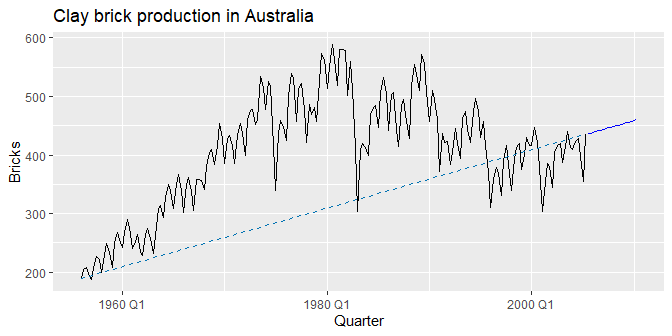 Clay brick production in Australia
600
500
400
300
200
Bricks
1960 Q1
1980 Q1
2000 Q1
Quarter